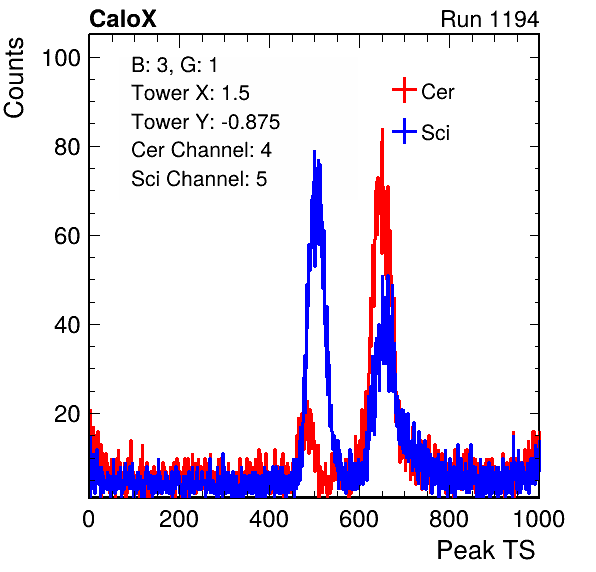 CaloX Run 1194
Counts
100
80
60
40
20
B: 3, G: 1
Tower X: 1.5
Tower Y: -0.875
Cer Channel: 4
Sci Channel: 5
Cer
Sci
0 200 400 600 800 1000
Peak TS